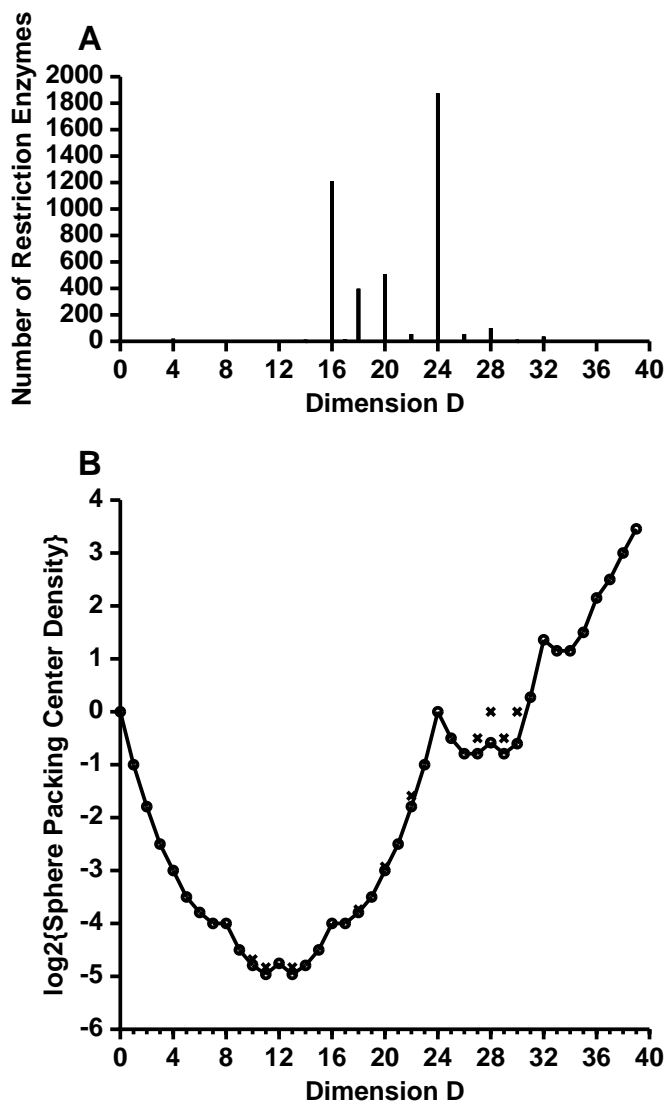 A
Number of Restriction Enzymes
2000
1800
1600
1400
1200
1000
800
600
400
200
0
0 4 8 12 16 20 24 28 32 36 40
Dimension D
B
log2{Sphere Packing Center Density}
4
3
2
1
0
-1
-2
-3
-4
-5
-6
0 4 8 12 16 20 24 28 32 36 40
Dimension D